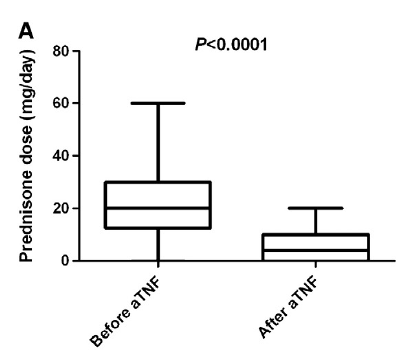 A
P<0.0001
Prednisone dose (mg/day)
80
60
40
20
0
Before aTNF
After aTNF